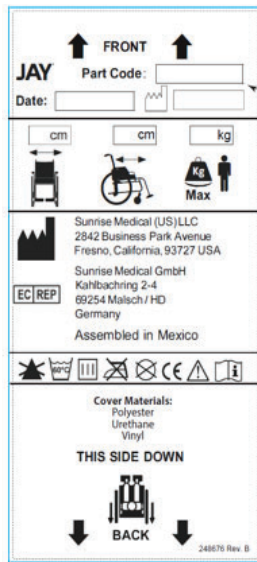 FRONT
JAY Part Code:
Date:
cm cm kg
Kg
Max
Sunrise Medical (US) LLC
2842 Business Park Avenue
Fresno, California, 93727 USA
Sunrise Medical GmbH
Kahlbachring 2-4
EC REP
69254 Malsch / HD
Germany
Assembled in Mexico
60°C CE i
Cover Materials:
Polyester
Urethane
Vinyl
THIS SIDE DOWN
BACK
248676 Rev. B